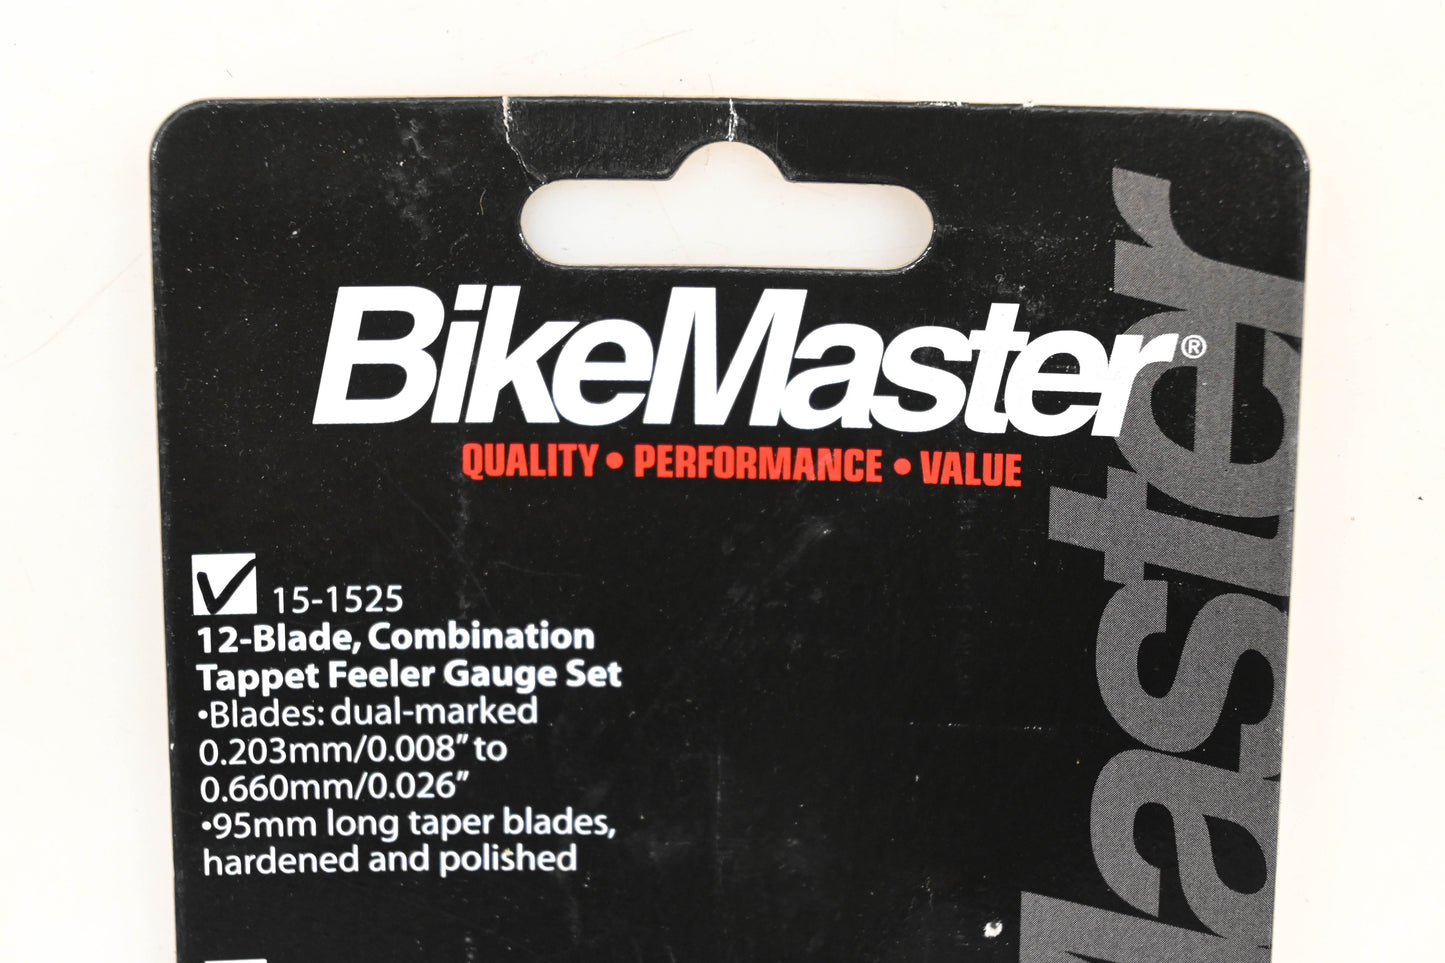 BikeMaster®
QUALITY • PERFORMANCE • VALUE
15-1525
12-Blade, Combination
Tappet Feeler Gauge Set
•Blades: dual-marked
0.203mm/0.008” to
0.660mm/0.026”
•95mm long taper blades,
hardened and polished
Master